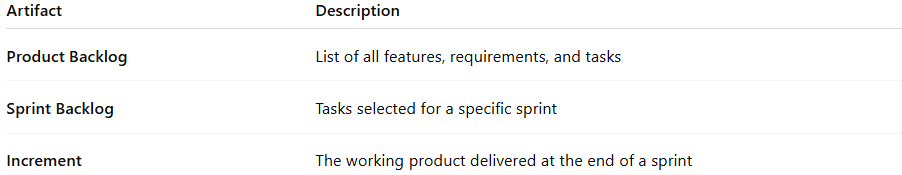 Artifact Description
Product Backlog List of all features, requirements, and tasks
Sprint Backlog Tasks selected for a specific sprint
Increment The working product delivered at the end of a sprint